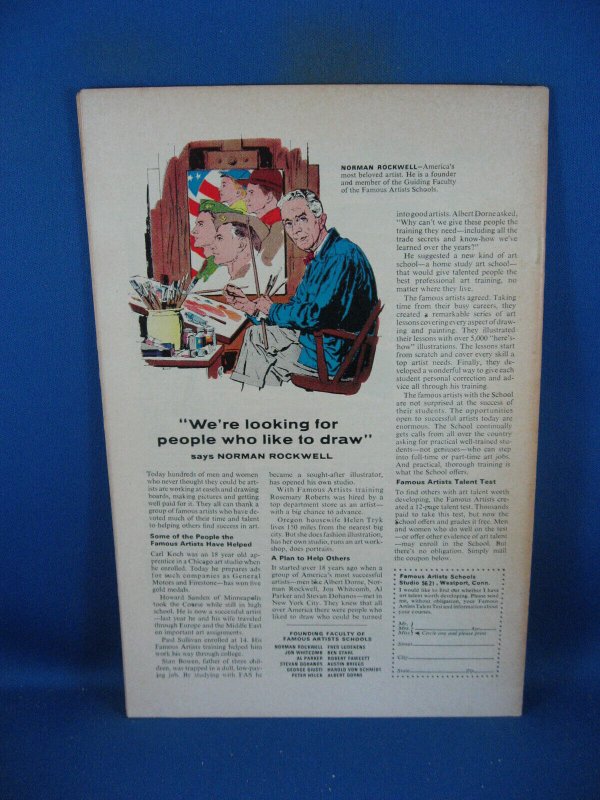 NORMAN ROCKWELL—America's
most beloved artist. He is a founder
and member of the Guiding Faculty
of the Famous Artists Schools.
"We're looking for
people who like to draw"
says NORMAN ROCKWELL
Today hundreds of men and women
who never thought they could be art-
ists are working at easels and drawing
boards, making pictures and getting
well paid for it. They all can thank a
group of famous artists who have de-
voted much of their time and talent
to helping others find success in art.
Some of the People the
Famous Artists Have Helped
Carl Koch was an 18 year old ap-
prentice in a Chicago art studio when
he enrolled. Today he prepares ads
for such companies as General
Motors and Firestone—has won five
gold medals.
Howard Sanden of Minneapolis
took the Course while still in high
school. He is now a successful artist
—last year he and his wife traveled
through Europe and the Middle East
on important art assignments.
Paul Sullivan enrolled at 14. His
Famous Artists training helped him
work his way through college.
Stan Bowen, father of three chil-
dren, was trapped in a dull, low-pay-
ing job. By studying with FAS he
became a sought-after illustrator,
has opened his own studio.
With Famous Artists training
Rosemary Roberts was hired by a
top department store as an artist—
with a big chance to advance.
Oregon housewife Helen Tryk
lives 150 miles from the nearest big
city. But she does fashion illustration,
has her own studio, runs an art work-
shop, does portraits.
A Plan to Help Others
It started over 18 years ago when a
group of America's most successful
artists—men like Albert Dorne, Nor-
man Rockwell, Jon Whitcomb, Al
Parker and Stevan Dohanos—met in
New York City. They knew that all
over America there were people who
liked to draw who could be turned
FOUNDING FACULTY OF
FAMOUS ARTISTS SCHOOLS
NORMAN ROCKWELL FRED LUDEKENS
JON WHITCOMB BEN STAHL
AL PARKER ROBERT FAWCETT
STEVAN DOHANOS AUSTIN BRIGGS
GEORGE GIUSTI HAROLD VON SCHMIDT
PETER HELCK ALBERT DORNE
into good artists. Albert Dorne asked,
"Why can't we give these people the
training they need—including all the
trade secrets and know-how we've
learned over the years?"
He suggested a new kind of art
school—a home study art school—
that would give talented people the
best professional art training, no
matter where they live.
The famous artists agreed. Taking
time from their busy careers, they
created a remarkable series of art
lessons covering every aspect of draw-
ing and painting. They illustrated
their lessons with over 5,000 "here's-
how" illustrations. The lessons start
from scratch and cover every skill a
top artist needs. Finally, they de-
veloped a wonderful way to give each
student personal correction and ad-
vice all through his training.
The famous artists with the School
are not surprised at the success of
their students. The opportunities
open to successful artists today are
enormous. The School continually
gets calls from all over the country
asking for practical well-trained stu-
dents—not geniuses—who can step
into full-time or part-time art jobs.
And practical, thorough training is
what the School offers.
Famous Artists Talent Test
To find others with art talent worth
developing, the Famous Artists cre-
ated a 12-page talent test. Thousands
paid to take this test, but now the
School offers and grades it free. Men
and women who do well on the test
—or offer other evidence of art talent
—may enroll in the School. But
there's no obligation. Simply mail
the coupon below.
Famous Artists Schools
Studio 5621, Westport, Conn.
I would like to find out whether I have
art talent worth developing. Please send
me, without obligation, your Famous
Artists Talent Test and information about
your courses.
Mr.
Mrs. Age
Miss Circle one and please print
Street
City
State Zip